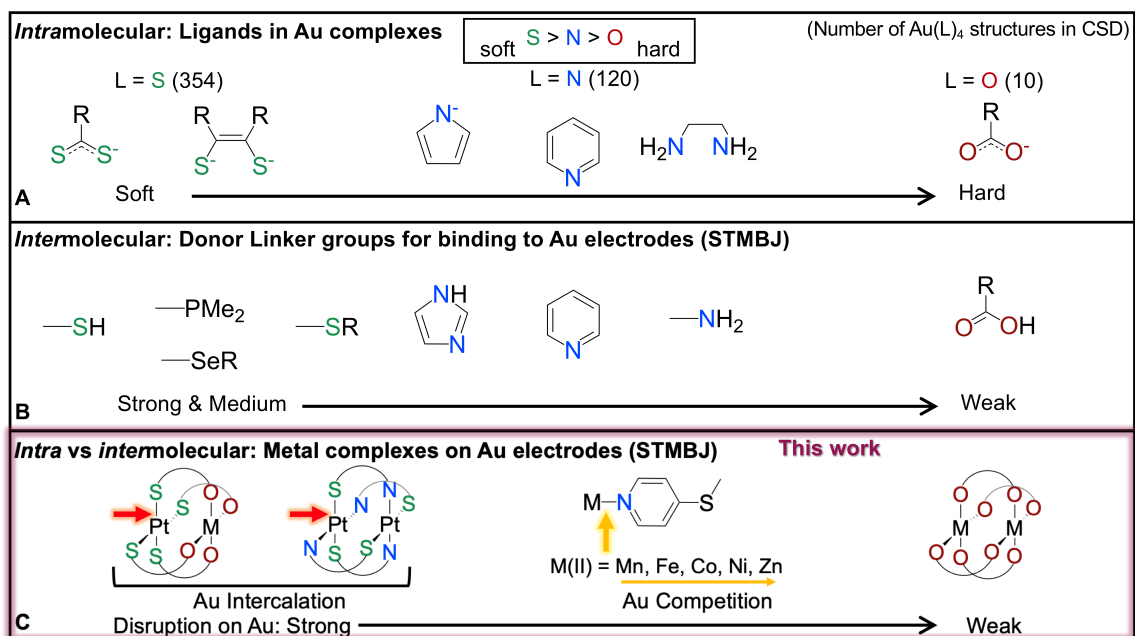 Intramolecular: Ligands in Au complexes
soft S > N > O hard
(Number of Au(L)4 structures in CSD)
L = S (354)
L = N (120)
L = O (10)
R
R R
N-
R
S S-
S- S-
N
H2N NH2
O O-
A
Soft
Hard
Intermolecular: Donor Linker groups for binding to Au electrodes (STMBJ)
SH
PMe2
SeR
SR
NH
N
N
NH2
R
O OH
B
Strong & Medium
Weak
Intra vs intermolecular: Metal complexes on Au electrodes (STMBJ)
This work
S S O O
Pt M
S S O O
S N N S
Pt Pt
N S S N
M N S
O O O O
M M
O O O O
M(II) = Mn, Fe, Co, Ni, Zn
Au Intercalation
Au Competition
C
Disruption on Au: Strong
Weak